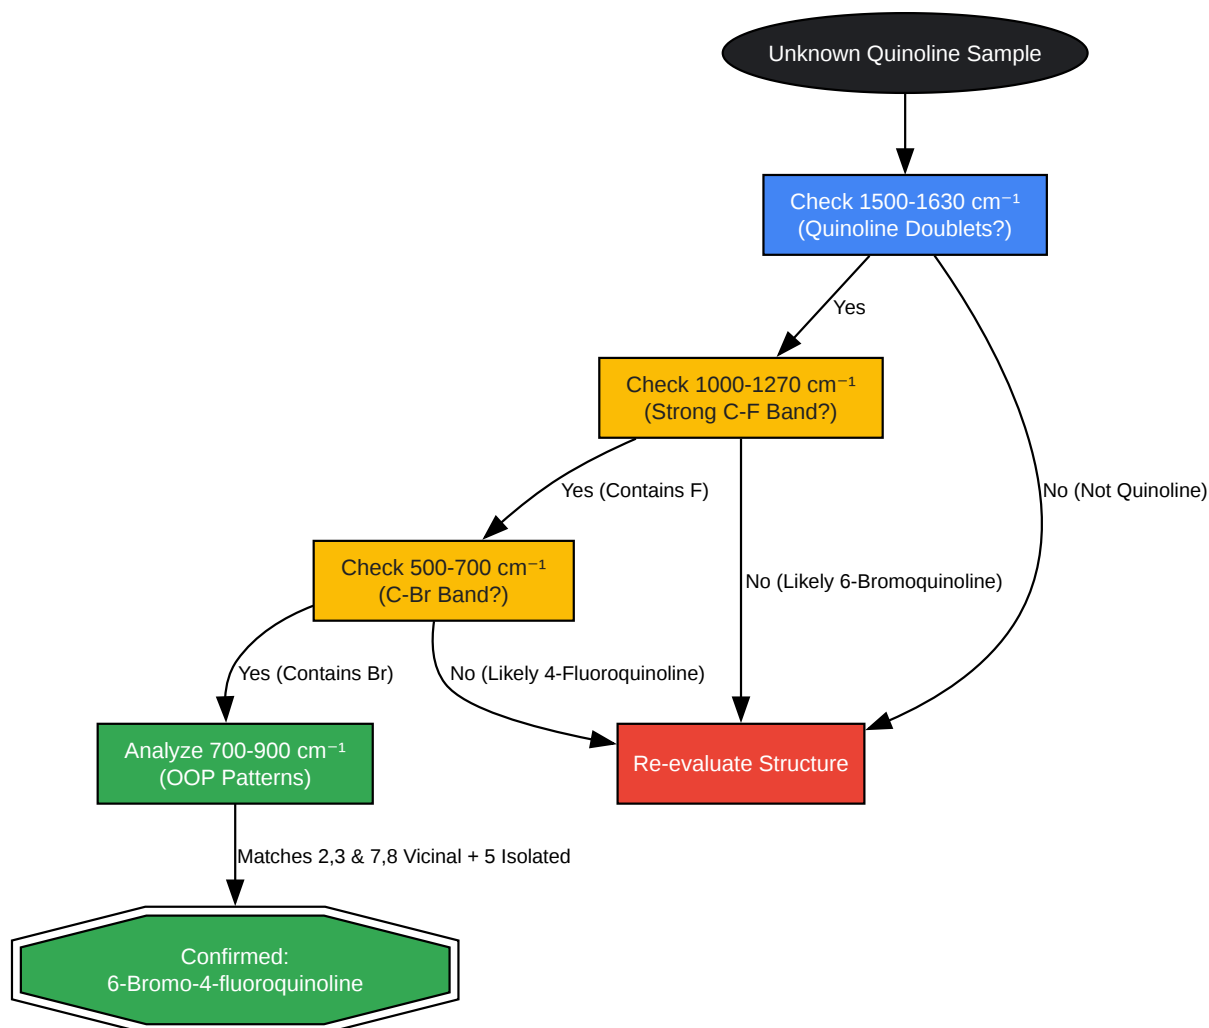 Unknown Quinoline Sample
Check 1500-1630 cm⁻¹
(Quinoline Doublets?)
Yes
Check 1000-1270 cm⁻¹
(Strong C-F Band?)
Yes (Contains F)
No (Not Quinoline)
Check 500-700 cm⁻¹
(C-Br Band?)
No (Likely 6-Bromoquinoline)
Yes (Contains Br)
No (Likely 4-Fluoroquinoline)
Analyze 700-900 cm⁻¹
(OOP Patterns)
Re-evaluate Structure
Matches 2,3 & 7,8 Vicinal + 5 Isolated
Confirmed:
6-Bromo-4-fluoroquinoline